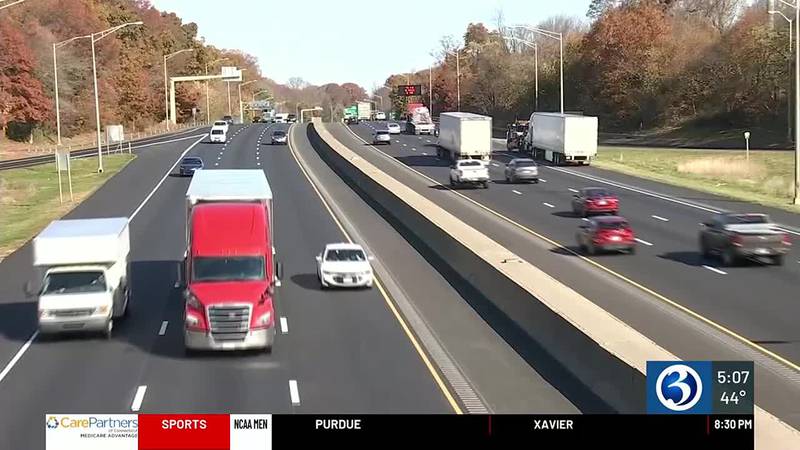 3
5:07
44°
CarePartners
of Connecticut
MEDICARE ADVANTAGE
SPORTS
NCAA MEN
PURDUE
XAVIER
8:30 PM